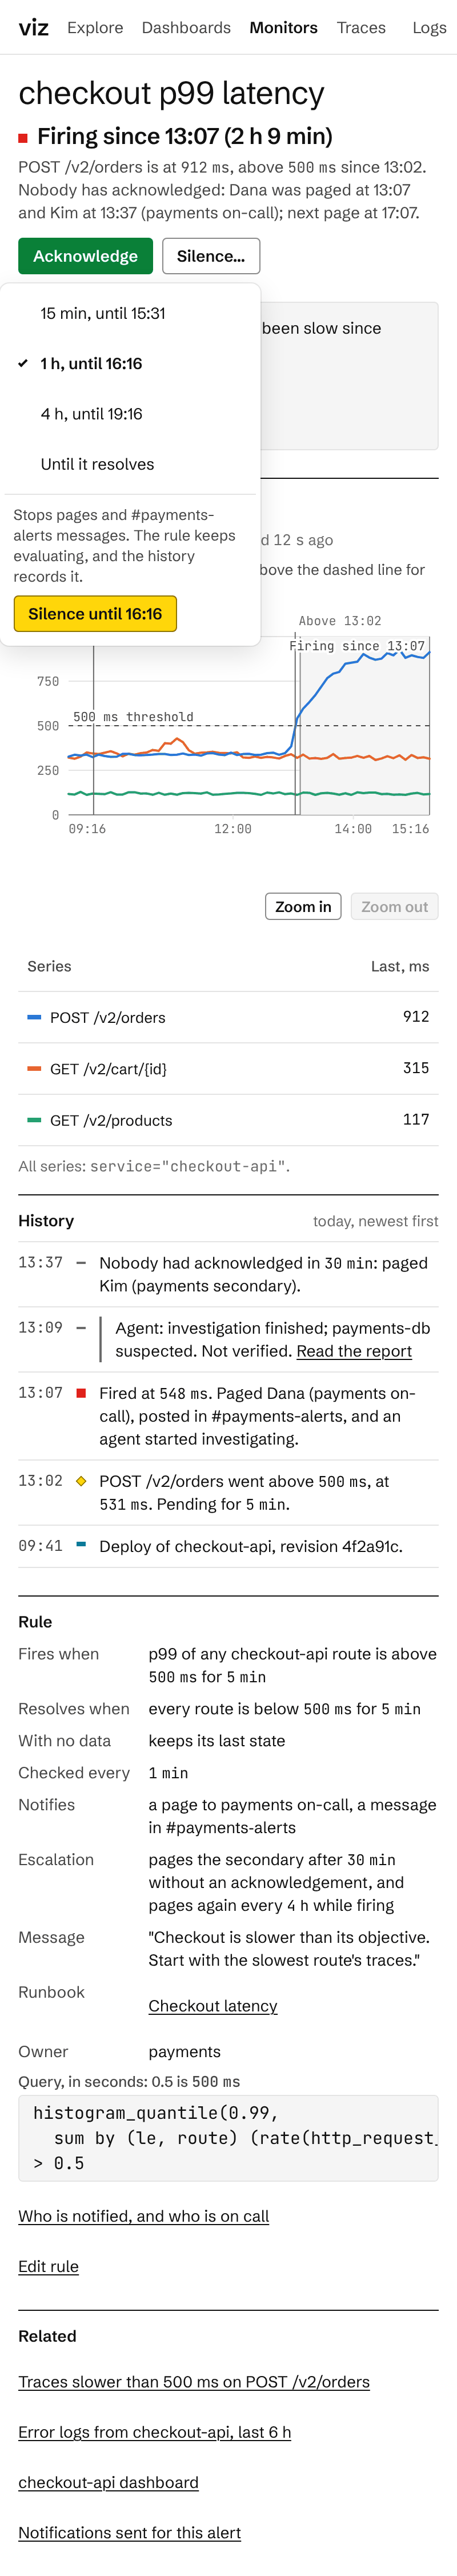 viz Explore Dashboards Monitors Traces Logs
checkout p99 latency
Firing since 13:07 (2 h 9 min)
POST /v2/orders is at 912 ms, above 500 ms since 13:02.
Nobody has acknowledged: Dana was paged at 13:07
and Kim at 13:37 (payments on-call); next page at 17:07.
Acknowledge Silence...
15 min, until 15:31
been slow since
1 h, until 16:16
4 h, until 19:16
Until it resolves
Stops pages and #payments-
alerts messages. The rule keeps
evaluating, and the history
records it.
Silence until 16:16
d 12 s ago
bove the dashed line for
Above 13:02
Firing since 13:07
750
500 ms threshold
500
250
0
09:16 12:00 14:00 15:16
Zoom in Zoom out
Series Last, ms
POST /v2/orders 912
GET /v2/cart/{id} 315
GET /v2/products 117
All series: service="checkout-api".
History today, newest first
13:37 Nobody had acknowledged in 30 min: paged
Kim (payments secondary).
13:09 Agent: investigation finished; payments-db
suspected. Not verified. Read the report
13:07 Fired at 548 ms. Paged Dana (payments on-
call), posted in #payments-alerts, and an
agent started investigating.
13:02 POST /v2/orders went above 500 ms, at
531 ms. Pending for 5 min.
09:41 Deploy of checkout-api, revision 4f2a91c.
Rule
Fires when p99 of any checkout-api route is above
500 ms for 5 min
Resolves when every route is below 500 ms for 5 min
With no data keeps its last state
Checked every 1 min
Notifies a page to payments on-call, a message
in #payments-alerts
Escalation pages the secondary after 30 min
without an acknowledgement, and
pages again every 4 h while firing
Message "Checkout is slower than its objective.
Start with the slowest route's traces."
Runbook Checkout latency
Owner payments
Query, in seconds: 0.5 is 500 ms
histogram_quantile(0.99,
sum by (le, route) (rate(http_request_
> 0.5
Who is notified, and who is on call
Edit rule
Related
Traces slower than 500 ms on POST /v2/orders
Error logs from checkout-api, last 6 h
checkout-api dashboard
Notifications sent for this alert